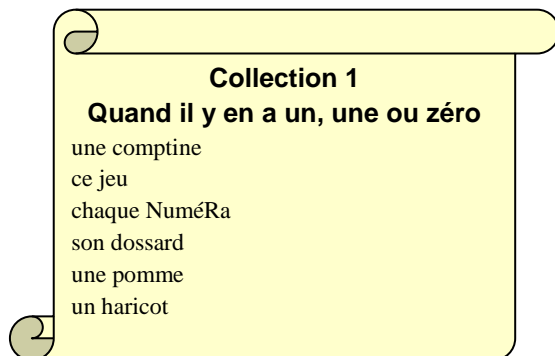 Collection 1
Quand il y en a un, une ou zéro
une comptine
ce jeu
chaque NuméRa
son dossard
une pomme
un haricot